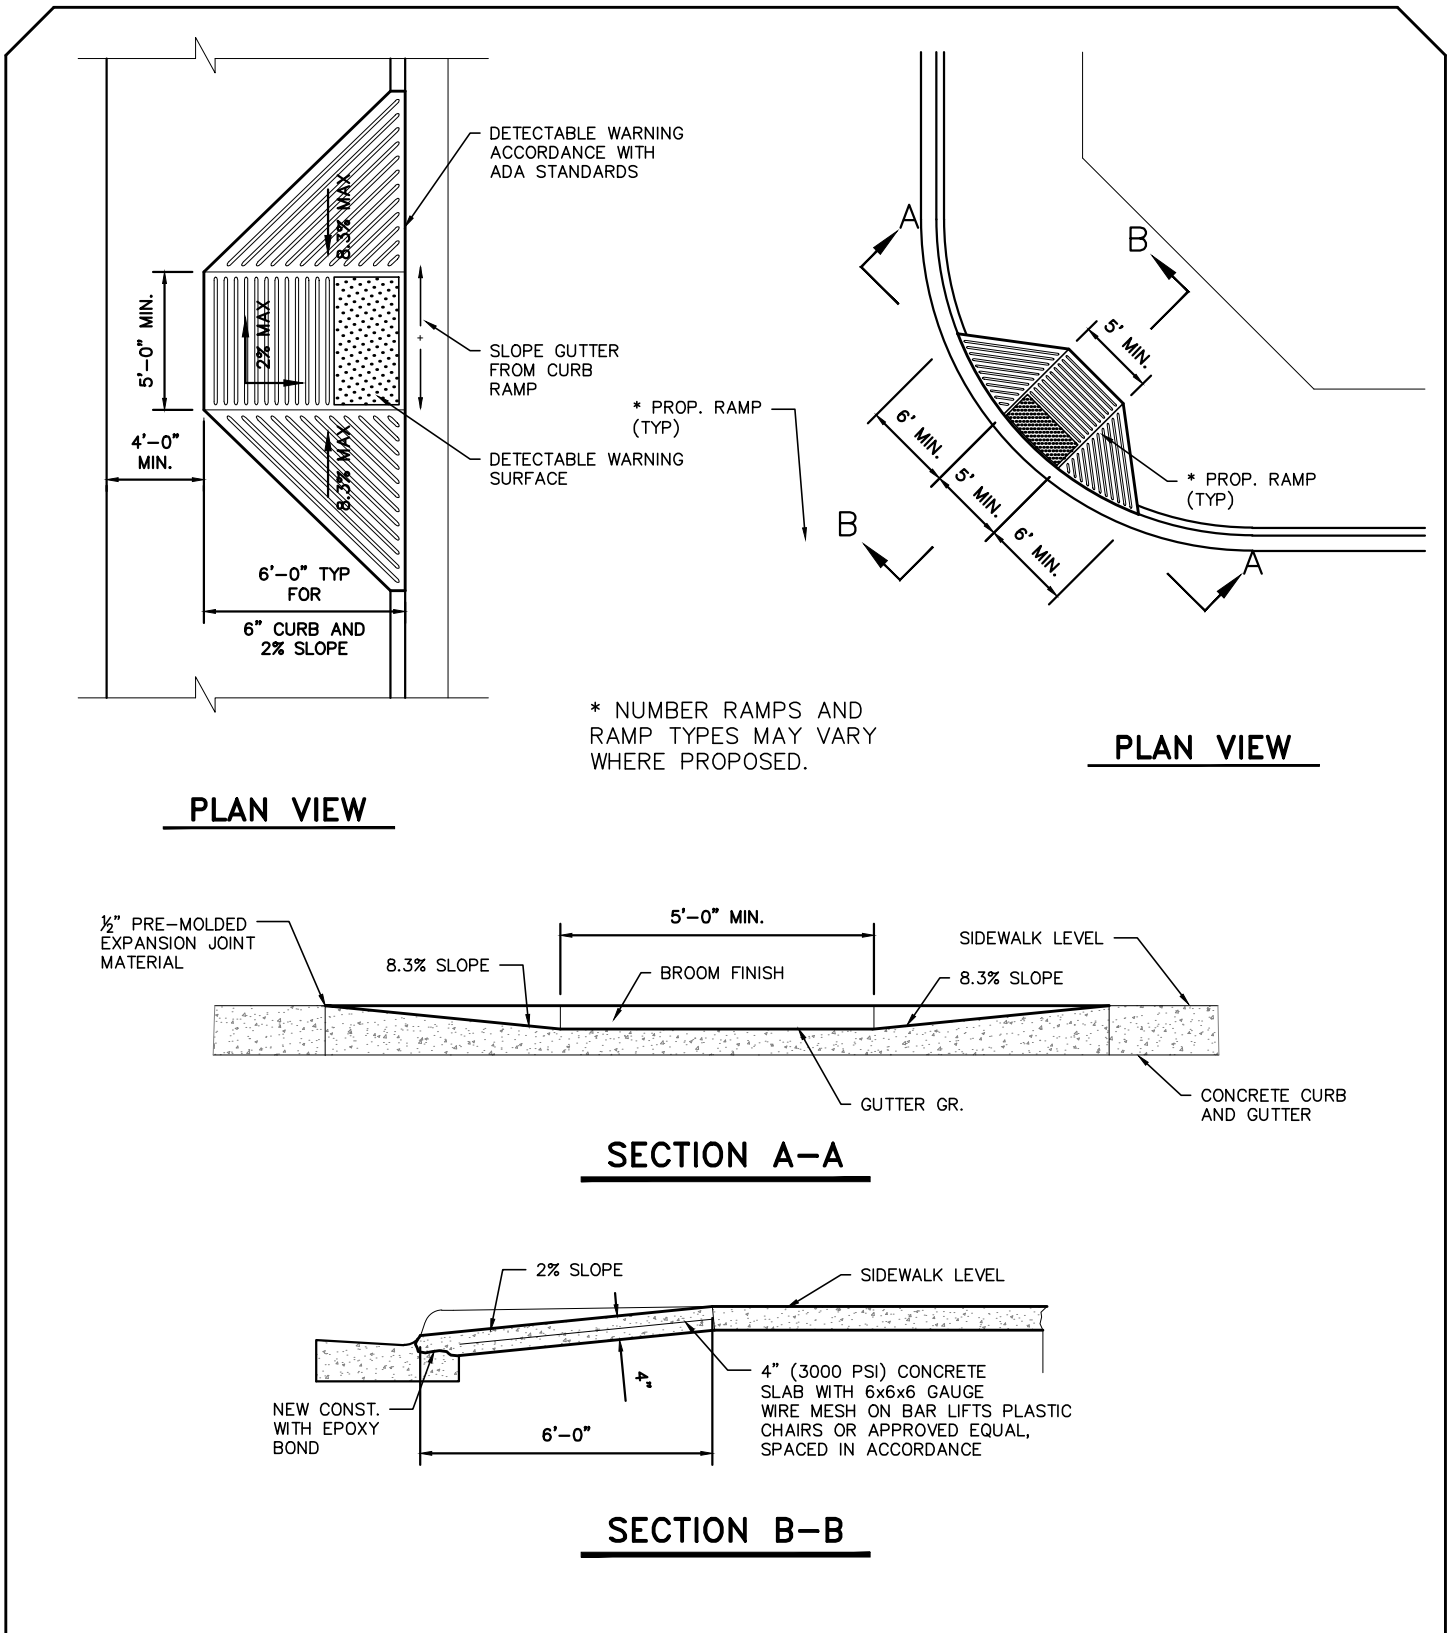 DETECTABLE WARNING
ACCORDANCE WITH
ADA STANDARDS
8.3% MAX
5'-0" MIN.
2% MAX
SLOPE GUTTER
FROM CURB
RAMP
4'-0"
MIN.
8.3% MAX
DETECTABLE WARNING
SURFACE
6'-0" TYP
FOR
6" CURB AND
2% SLOPE
PLAN VIEW
* PROP. RAMP
(TYP)
A
B
5' MIN.
6' MIN.
5' MIN.
6' MIN.
* PROP. RAMP
(TYP)
B
A
* NUMBER RAMPS AND
RAMP TYPES MAY VARY
WHERE PROPOSED.
PLAN VIEW
½" PRE-MOLDED
EXPANSION JOINT
MATERIAL
8.3% SLOPE
5'-0" MIN.
BROOM FINISH
SIDEWALK LEVEL
8.3% SLOPE
GUTTER GR.
CONCRETE CURB
AND GUTTER
SECTION A-A
2% SLOPE
SIDEWALK LEVEL
4"
NEW CONST.
WITH EPOXY
BOND
6'-0"
4" (3000 PSI) CONCRETE
SLAB WITH 6x6x6 GAUGE
WIRE MESH ON BAR LIFTS PLASTIC
CHAIRS OR APPROVED EQUAL,
SPACED IN ACCORDANCE
SECTION B-B